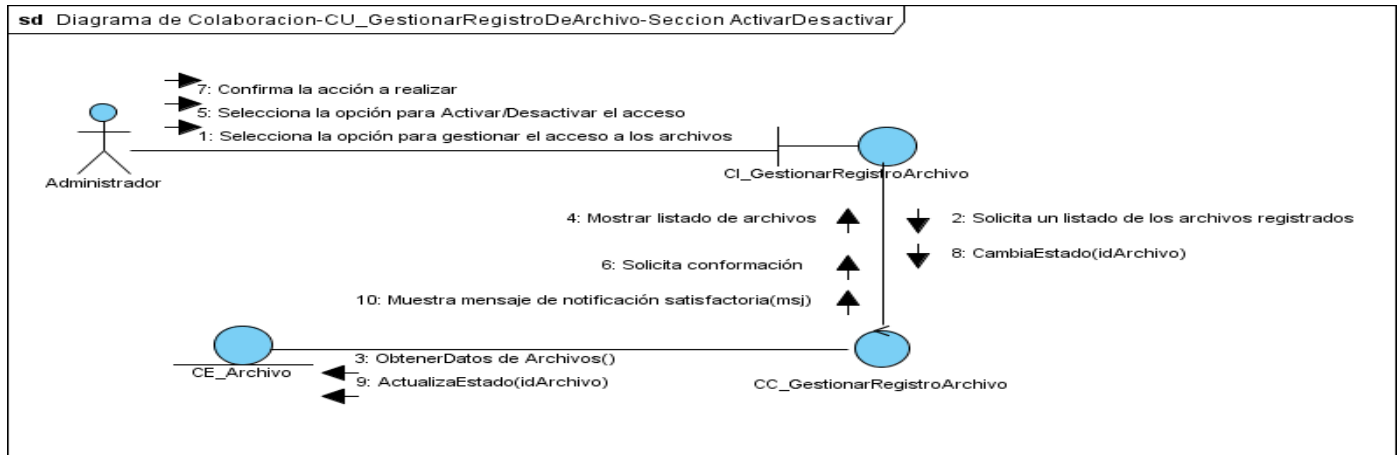 sd Diagrama de Colaboracion-CU_GestionarRegistroDeArchivo-Seccion ActivarDesactivar
7: Confirma la acción a realizar
5: Selecciona la opción para Activar/Desactivar el acceso
1: Selecciona la opción para gestionar el acceso a los archivos
Administrador
CI_GestionarRegistroArchivo
4: Mostrar listado de archivos
2: Solicita un listado de los archivos registrados
6: Solicita conformación
8: CambiaEstado(idArchivo)
10: Muestra mensaje de notificación satisfactoria(msj)
3: ObtenerDatos de Archivos()
CE_Archivo
9: ActualizaEstado(idArchivo)
CC_GestionarRegistroArchivo